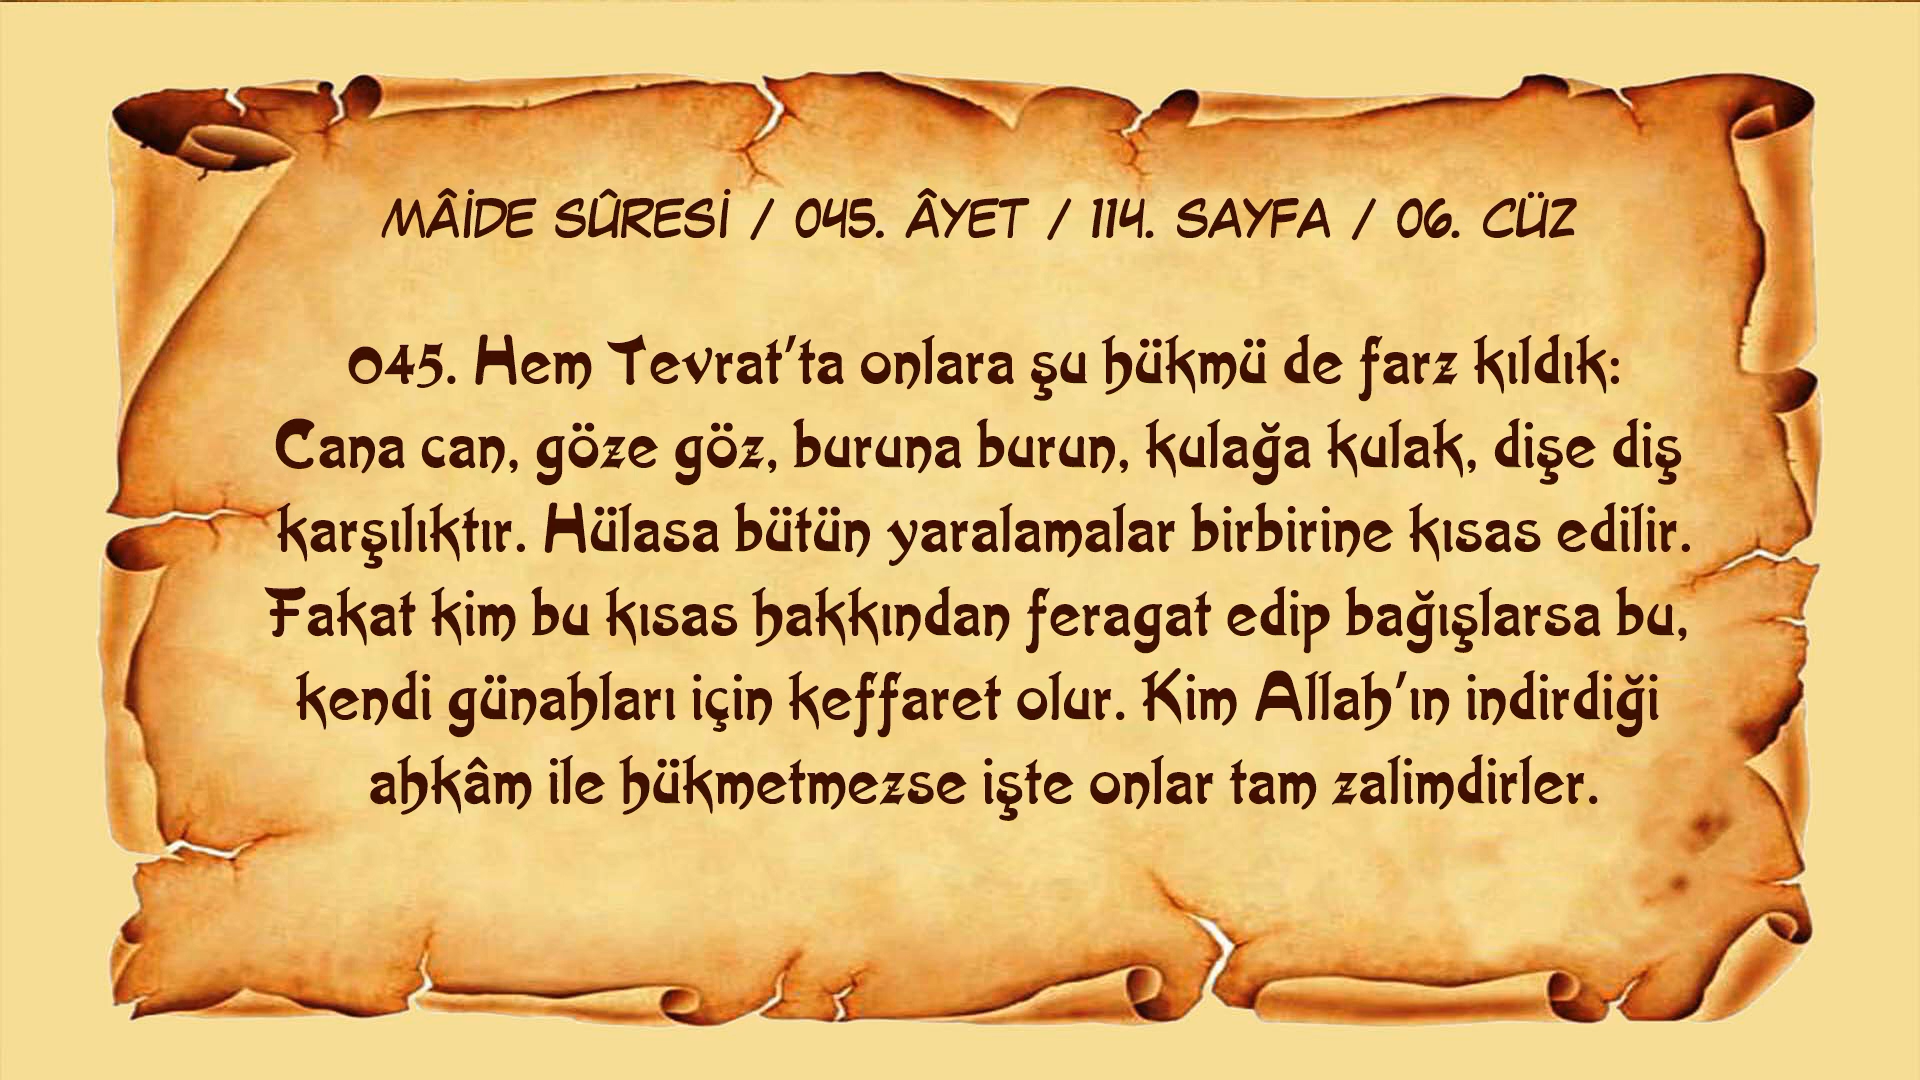 MÂİDE SÛRESİ / 045. ÂYET / 114. SAYFA / 06. CÜZ
045. Hem Tevrat'ta onlara şu hükmü de farz kıldık:
Cana can, göze göz, buruna burun, kulağa kulak, dişe diş
karşılıktır. Hülasa bütün yaralamalar birbirine kısas edilir.
Fakat kim bu kısas hakkından feragat edip bağışlarsa bu,
kendi günahları için keffaret olur. Kim Allah'ın indirdiği
ahkâm ile hükmetmezse işte onlar tam zalimdirler.